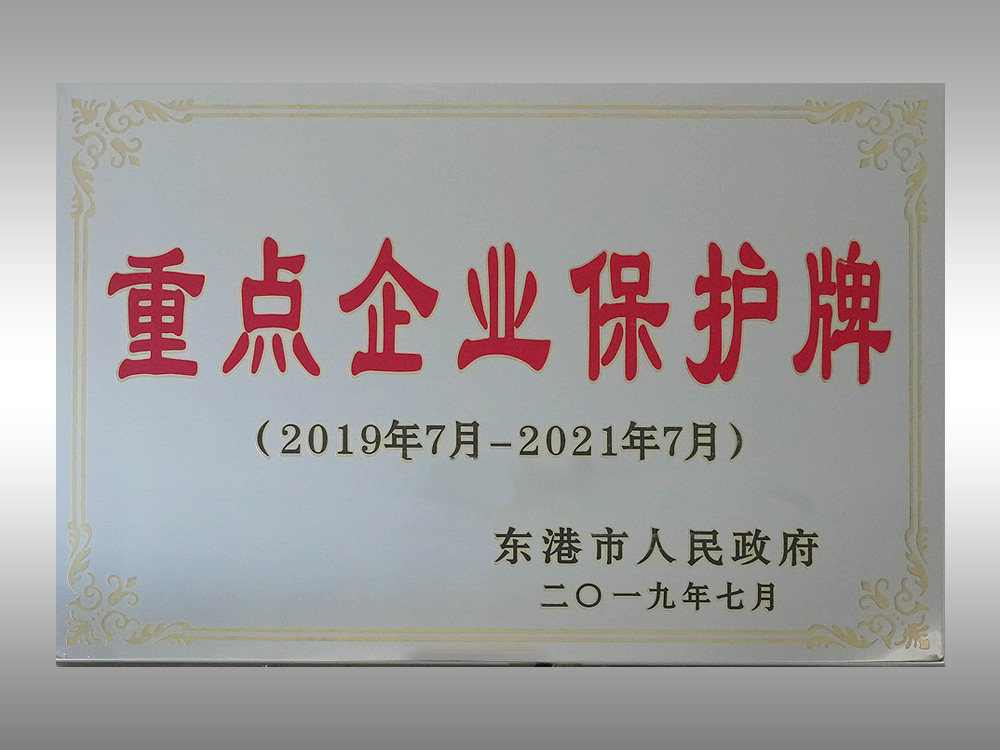 重点企业保护牌
（2019年7月-2021年7月）
东港市人民政府
二〇一九年七月